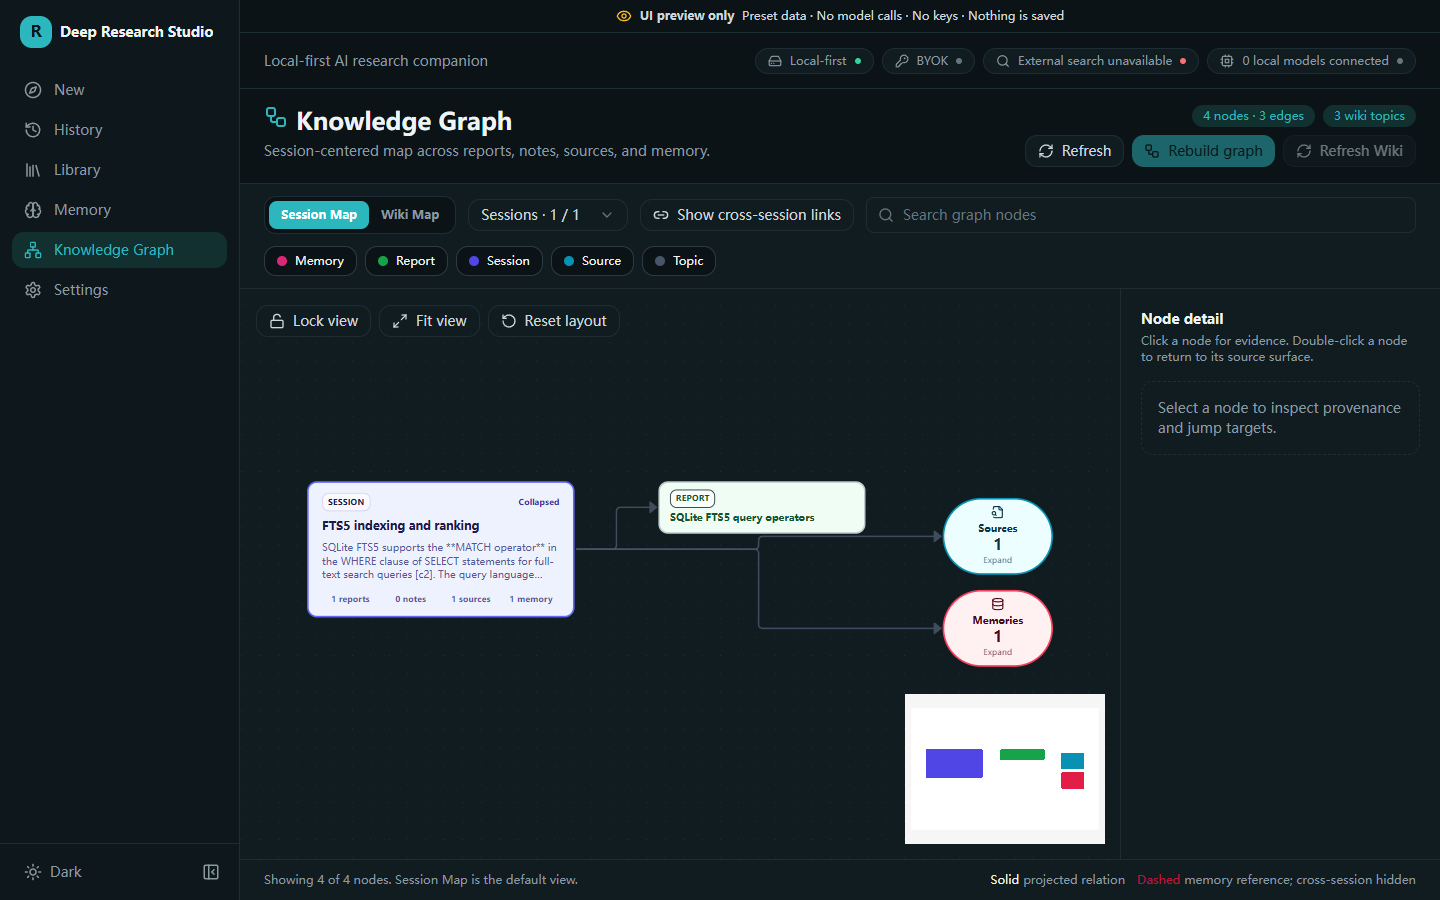 R Deep Research Studio
New
History
Library
Memory
Knowledge Graph
Settings
Dark
UI preview only Preset data · No model calls · No keys · Nothing is saved
Local-first AI research companion
Local-first
BYOK
External search unavailable
0 local models connected
Knowledge Graph
Session-centered map across reports, notes, sources, and memory.
4 nodes · 3 edges
3 wiki topics
Refresh
Rebuild graph
Refresh Wiki
Session Map
Wiki Map
Sessions · 1 / 1
Show cross-session links
Search graph nodes
Memory
Report
Session
Source
Topic
Lock view
Fit view
Reset layout
SESSION
Collapsed
FTS5 indexing and ranking
SQLite FTS5 supports the **MATCH operator** in
the WHERE clause of SELECT statements for full-
text search queries [c2]. The query language...
1 reports
0 notes
1 sources
1 memory
REPORT
SQLite FTS5 query operators
Sources
1
Expand
Memories
1
Expand
Node detail
Click a node for evidence. Double-click a node
to return to its source surface.
Select a node to inspect provenance
and jump targets.
Showing 4 of 4 nodes. Session Map is the default view.
Solid projected relation
Dashed memory reference; cross-session hidden